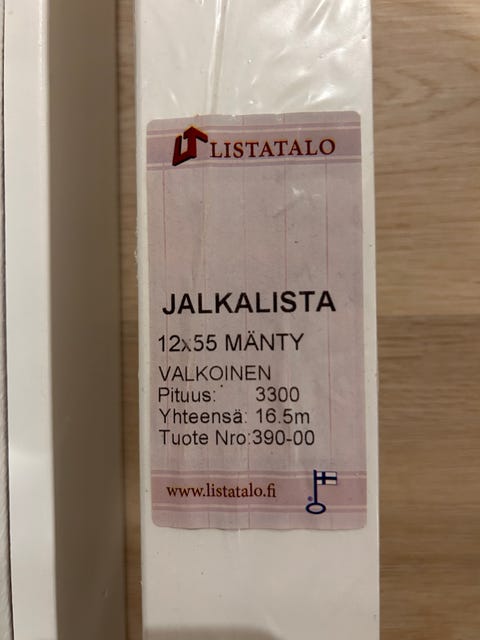 LISTATALO
JALKALISTA
12x55 MÄNTY
VALKOINEN
Pituus: 3300
Yhteensä: 16.5m
Tuote Nro:390-00
www.listatalo.fi